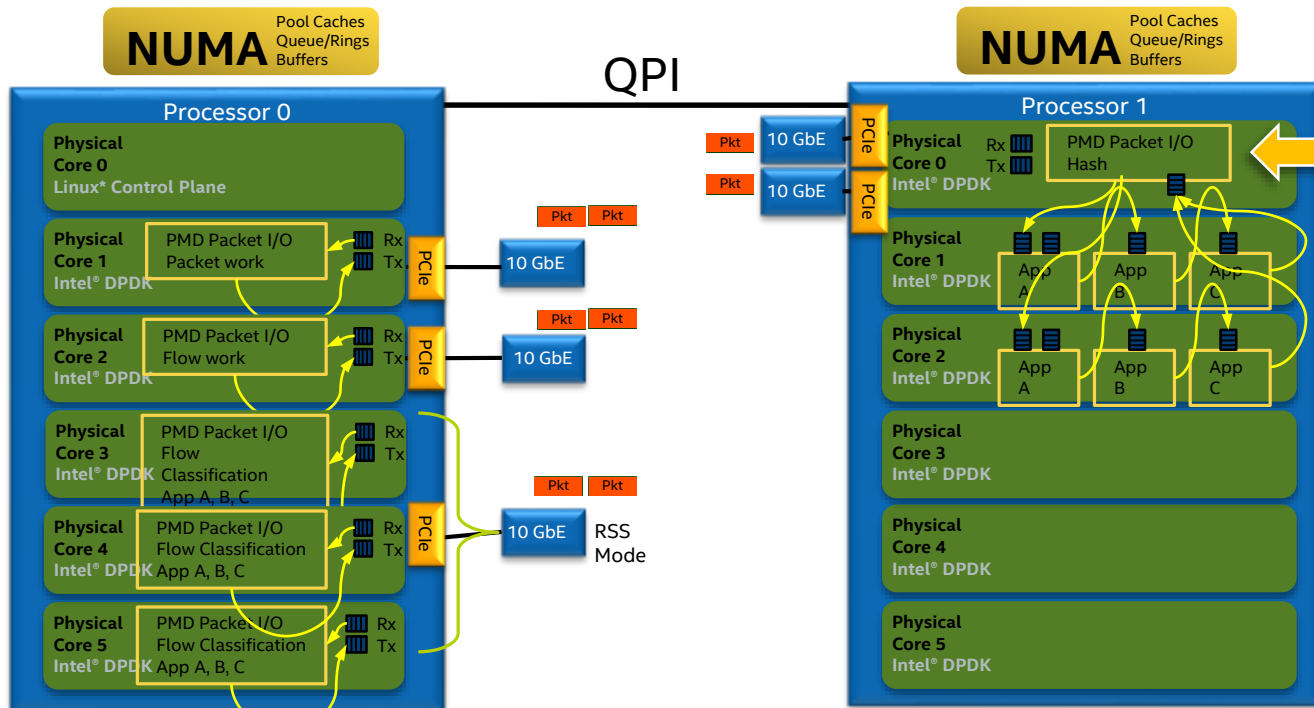 NUMA
Pool Caches
Queue/Rings
Buffers
Processor 0
Physical
Core 0
Linux* Control Plane
Physical
Core 1
Intel® DPDK
PMD Packet I/O
Packet work
Rx
Tx
PCIe
10 GbE
Pkt
Pkt
Physical
Core 2
Intel® DPDK
PMD Packet I/O
Flow work
Rx
Tx
PCIe
10 GbE
Pkt
Pkt
Physical
Core 3
Intel® DPDK
PMD Packet I/O
Flow
Classification
App A, B, C
Rx
Tx
Physical
Core 4
Intel® DPDK
PMD Packet I/O
Flow Classification
App A, B, C
Rx
Tx
PCIe
10 GbE
Pkt
Pkt
RSS
Mode
Physical
Core 5
Intel® DPDK
PMD Packet I/O
Flow Classification
App A, B, C
Rx
Tx
QPI
NUMA
Pool Caches
Queue/Rings
Buffers
Processor 1
Pkt
10 GbE
PCIe
Pkt
10 GbE
PCIe
Physical
Core 0
Intel® DPDK
Rx
Tx
PMD Packet I/O
Hash
Physical
Core 1
Intel® DPDK
App
A
App
B
App
C
Physical
Core 2
Intel® DPDK
App
A
App
B
App
C
Physical
Core 3
Intel® DPDK
Physical
Core 4
Intel® DPDK
Physical
Core 5
Intel® DPDK